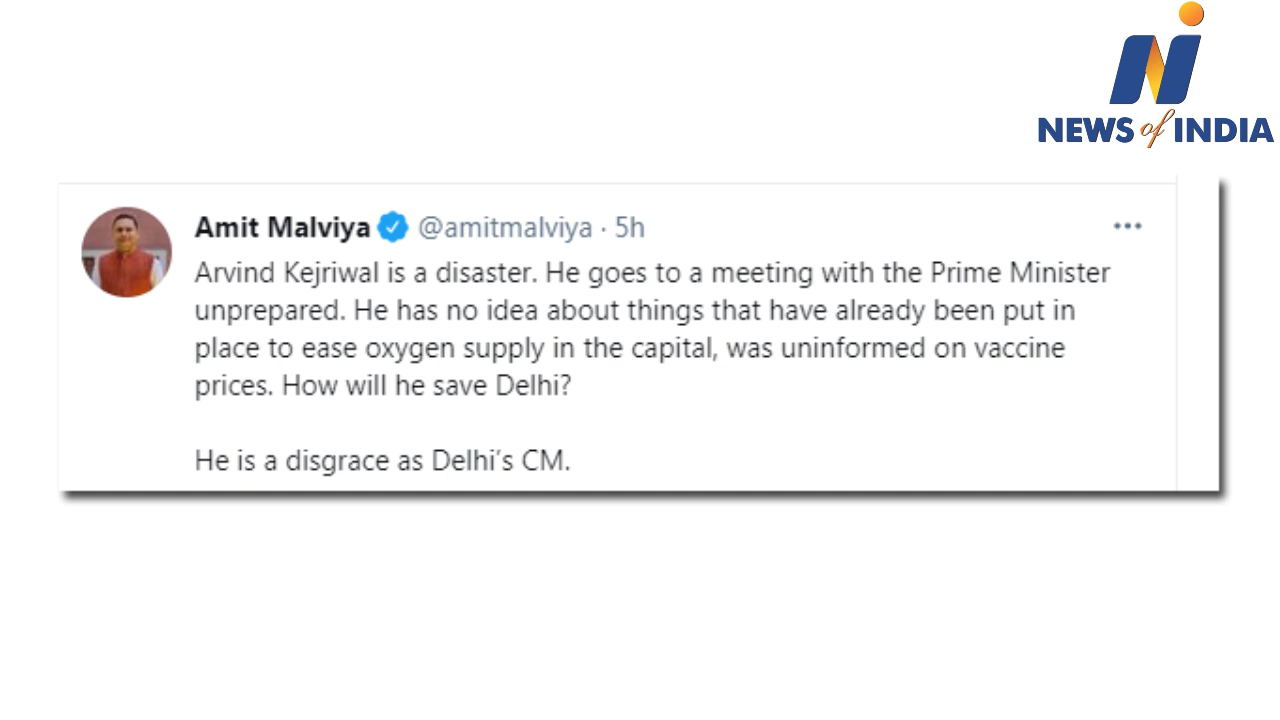 NEWS of INDIA
Amit Malviya @amitmalviya · 5h
Arvind Kejriwal is a disaster. He goes to a meeting with the Prime Minister
unprepared. He has no idea about things that have already been put in
place to ease oxygen supply in the capital, was uninformed on vaccine
prices. How will he save Delhi?
He is a disgrace as Delhi's CM.